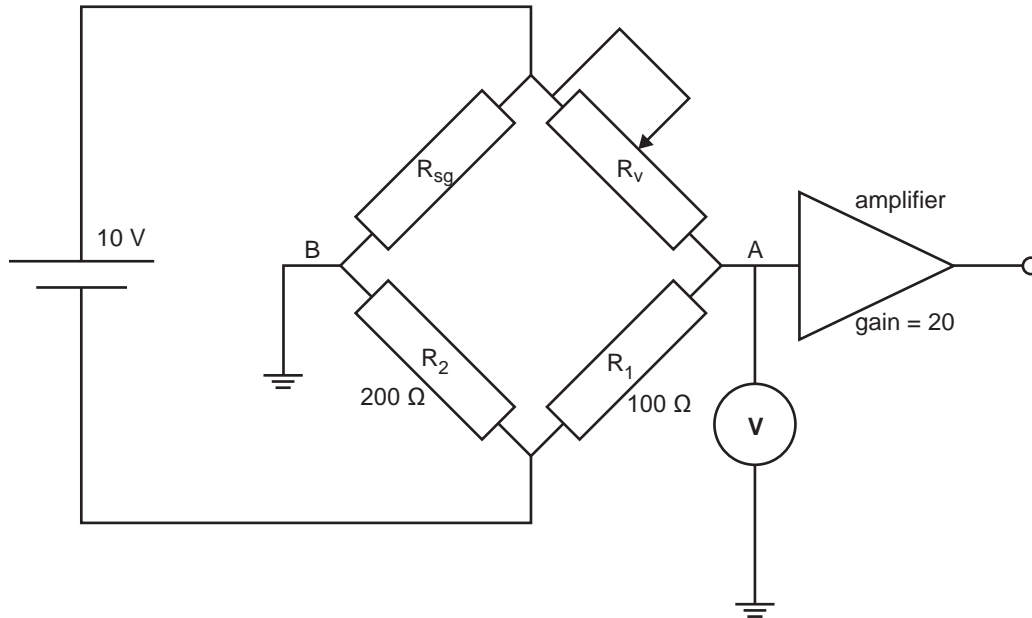 R_sg
R_v
amplifier
10 V
B
A
gain = 20
R_2
200 Ω
R_1
100 Ω
V